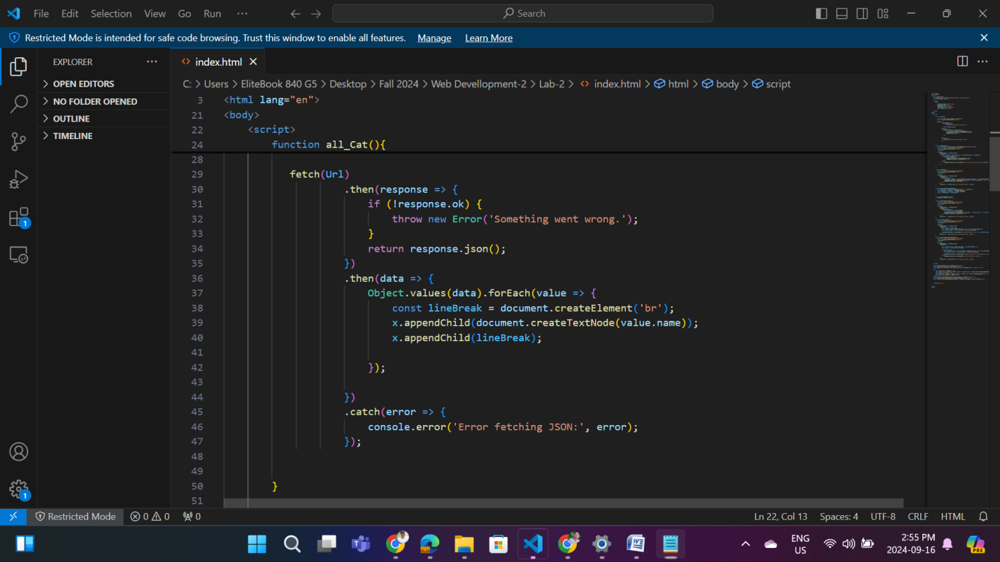 File Edit Selection View Go Run ··· Search
Restricted Mode is intended for safe code browsing. Trust this window to enable all features. Manage Learn More
EXPLORER
OPEN EDITORS
NO FOLDER OPENED
OUTLINE
TIMELINE
1
1
index.html
C: > Users > EliteBook 840 G5 > Desktop > Fall 2024 > Web Devellopment-2 > Lab-2 > index.html > html > body > script
3 <html lang="en">
21 <body>
22 <script>
24 function all_Cat(){
28
29 fetch(Url)
30 .then(response => {
31 if (!response.ok) {
32 throw new Error('Something went wrong.');
33 }
34 return response.json();
35 })
36 .then(data => {
37 Object.values(data).forEach(value => {
38 const lineBreak = document.createElement('br');
39 x.appendChild(document.createTextNode(value.name));
40 x.appendChild(lineBreak);
41
42 });
43
44 })
45 .catch(error => {
46 console.error('Error fetching JSON:', error);
47 });
48
49
50 }
51
Restricted Mode 0 0 0 Ln 22, Col 13 Spaces: 4 UTF-8 CRLF HTML
ENG
US
2:55 PM
2024-09-16
PRE